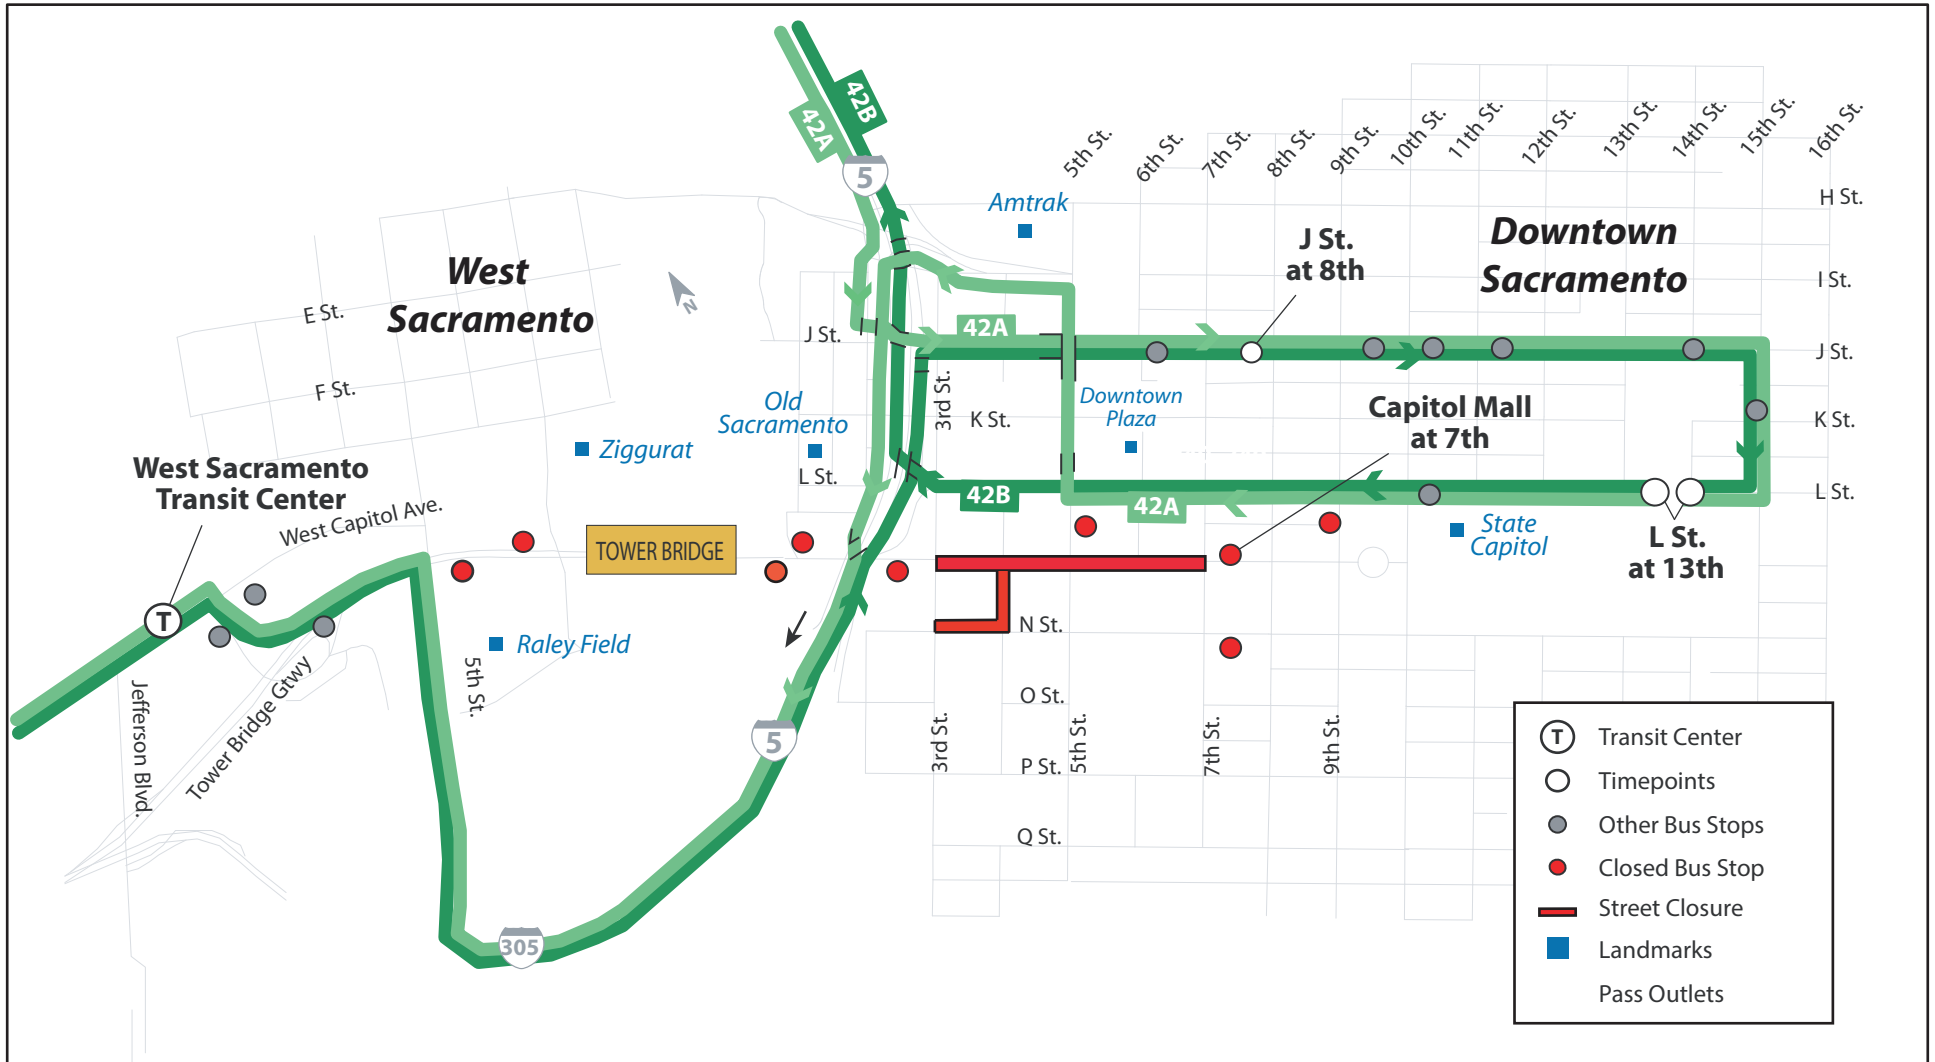 42A
42B
5
5th St.
6th St.
7th St.
8th St.
9th St.
10th St.
11th St.
12th St.
13th St.
14th St.
15th St.
16th St.
Amtrak
H St.
J St.
at 8th
Downtown
Sacramento
West
Sacramento
I St.
N
E St.
F St.
J St.
42A
J St.
3rd St.
K St.
Downtown
Plaza
Capitol Mall
at 7th
K St.
Old
Sacramento
Ziggurat
L St.
West Sacramento
Transit Center
West Capitol Ave.
42B
42A
L St.
State
Capitol
L St.
at 13th
TOWER BRIDGE
T
N St.
Raley Field
5th St.
Jefferson Blvd.
Tower Bridge Gtwy
O St.
5
3rd St.
5th St.
7th St.
9th St.
P St.
Q St.
305
T Transit Center
Timepoints
Other Bus Stops
Closed Bus Stop
Street Closure
Landmarks
Pass Outlets